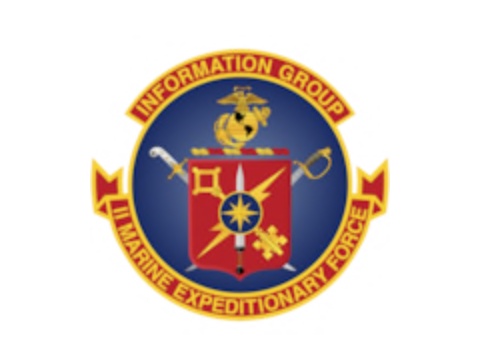 INFORMATION GROUP
II MARINE EXPEDITIONARY FORCE